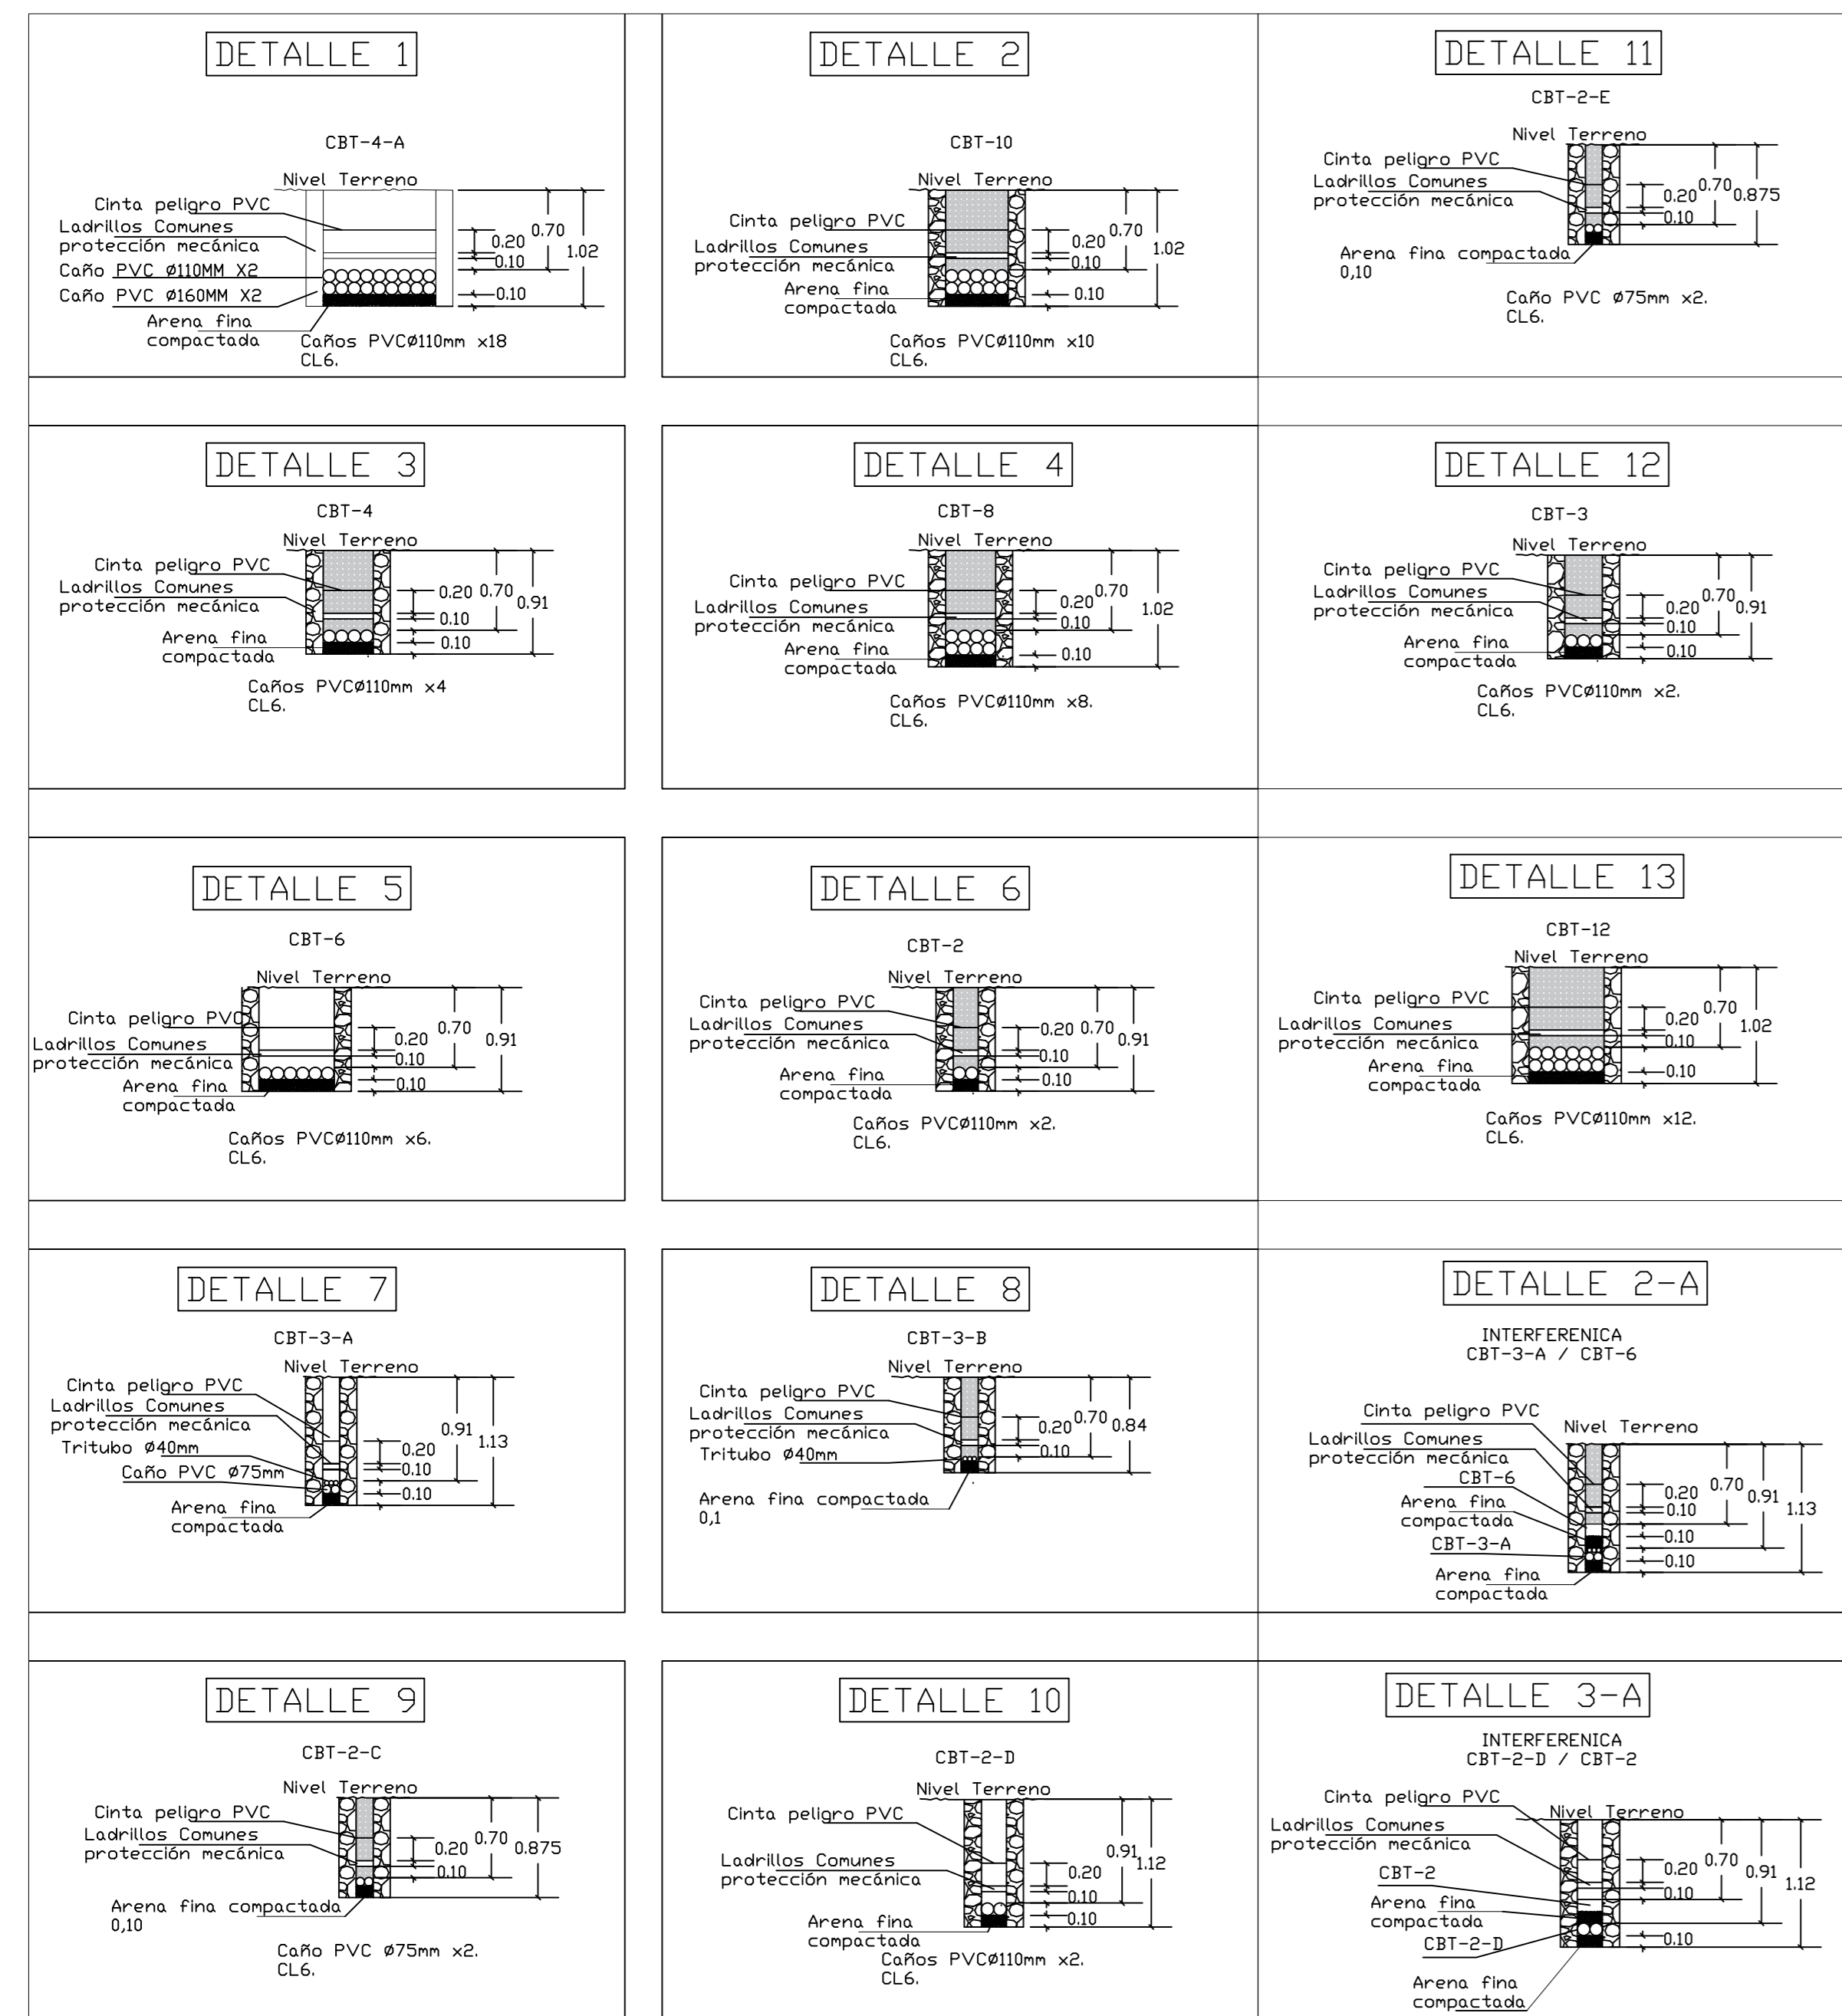 DETALLE 1
CBT-4-A
Nivel Terreno
Cinta peligro PVC
Ladrillos Comunes
protección mecánica
Caño PVC Ø110MM X2
Caño PVC Ø160MM X2
Arena fina
compactada
0.20
0.10
0.10
0.70
1.02
Caños PVCØ110mm x18
CL6.
DETALLE 2
CBT-10
Nivel Terreno
Cinta peligro PVC
Ladrillos Comunes
protección mecánica
Arena fina
compactada
0.20
0.10
0.10
0.70
1.02
Caños PVCØ110mm x10
CL6.
DETALLE 11
CBT-2-E
Nivel Terreno
Cinta peligro PVC
Ladrillos Comunes
protección mecánica
0.20
0.10
0.70
0.875
Arena fina compactada
0,10
Caño PVC Ø75mm x2.
CL6.
DETALLE 3
CBT-4
Nivel Terreno
Cinta peligro PVC
Ladrillos Comunes
protección mecánica
Arena fina
compactada
0.20
0.10
0.10
0.70
0.91
Caños PVCØ110mm x4
CL6.
DETALLE 4
CBT-8
Nivel Terreno
Cinta peligro PVC
Ladrillos Comunes
protección mecánica
Arena fina
compactada
0.20
0.10
0.10
0.70
1.02
Caños PVCØ110mm x8.
CL6.
DETALLE 12
CBT-3
Nivel Terreno
Cinta peligro PVC
Ladrillos Comunes
protección mecánica
Arena fina
compactada
0.20
0.10
0.10
0.70
0.91
Caños PVCØ110mm x2.
CL6.
DETALLE 5
CBT-6
Nivel Terreno
Cinta peligro PVC
Ladrillos Comunes
protección mecánica
Arena fina
compactada
0.20
0.10
0.10
0.70
0.91
Caños PVCØ110mm x6.
CL6.
DETALLE 6
CBT-2
Nivel Terreno
Cinta peligro PVC
Ladrillos Comunes
protección mecánica
Arena fina
compactada
0.20
0.10
0.10
0.70
0.91
Caños PVCØ110mm x2.
CL6.
DETALLE 13
CBT-12
Nivel Terreno
Cinta peligro PVC
Ladrillos Comunes
protección mecánica
Arena fina
compactada
0.20
0.10
0.10
0.70
1.02
Caños PVCØ110mm x12.
CL6.
DETALLE 7
CBT-3-A
Nivel Terreno
Cinta peligro PVC
Ladrillos Comunes
protección mecánica
Tritubo Ø40mm
Caño PVC Ø75mm
Arena fina
compactada
0.20
0.10
0.10
0.91
1.13
DETALLE 8
CBT-3-B
Nivel Terreno
Cinta peligro PVC
Ladrillos Comunes
protección mecánica
Tritubo Ø40mm
0.20
0.10
0.70
0.84
Arena fina compactada
0,1
DETALLE 2-A
INTERFERENICA
CBT-3-A / CBT-6
Cinta peligro PVC
Nivel Terreno
Ladrillos Comunes
protección mecánica
CBT-6
Arena fina
compactada
CBT-3-A
Arena fina
compactada
0.20
0.10
0.10
0.10
0.70
0.91
1.13
DETALLE 9
CBT-2-C
Nivel Terreno
Cinta peligro PVC
Ladrillos Comunes
protección mecánica
0.20
0.10
0.70
0.875
Arena fina compactada
0,10
Caño PVC Ø75mm x2.
CL6.
DETALLE 10
CBT-2-D
Nivel Terreno
Cinta peligro PVC
Ladrillos Comunes
protección mecánica
Arena fina
compactada
0.20
0.10
0.10
0.91
1.12
Caños PVCØ110mm x2.
CL6.
DETALLE 3-A
INTERFERENICA
CBT-2-D / CBT-2
Cinta peligro PVC
Nivel Terreno
Ladrillos Comunes
protección mecánica
CBT-2
Arena fina
compactada
CBT-2-D
Arena fina
compactada
0.20
0.10
0.10
0.70
0.91
1.12